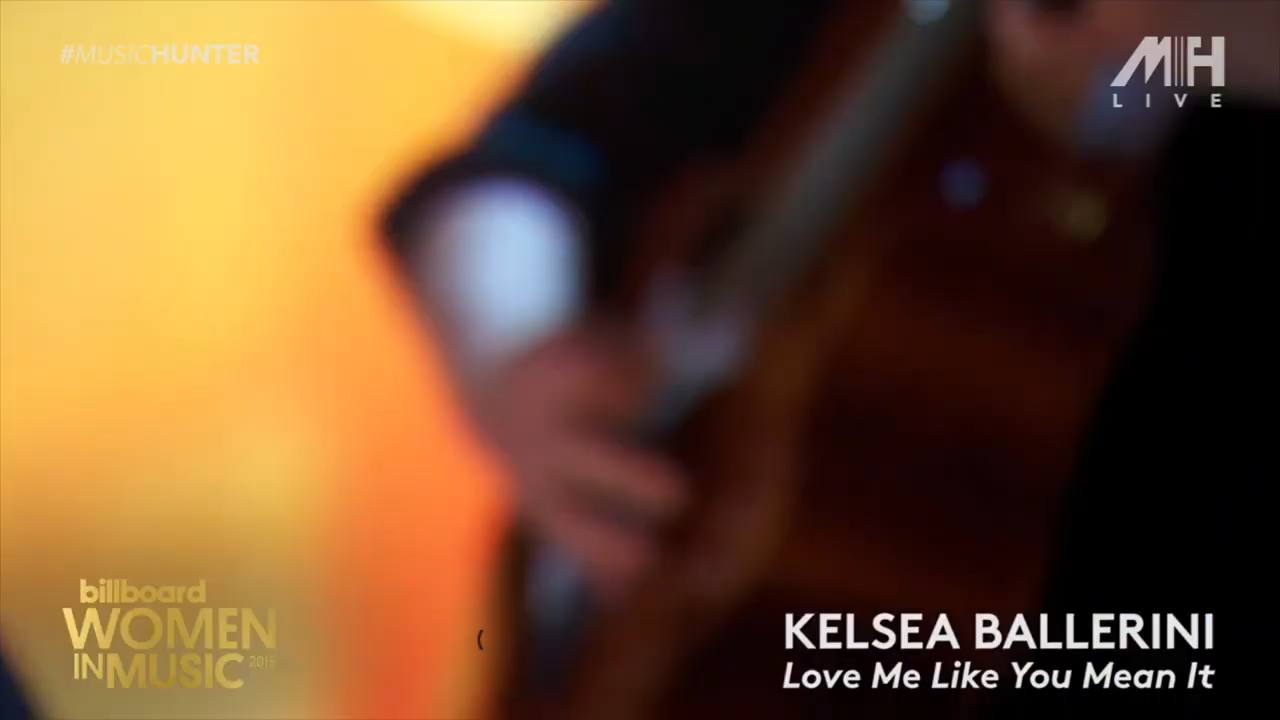 #MUSICHUNTER
MH
LIVE
billboard
WOMEN
IN MUSIC
KELSEA BALLERINI
Love Me Like You Mean It
(